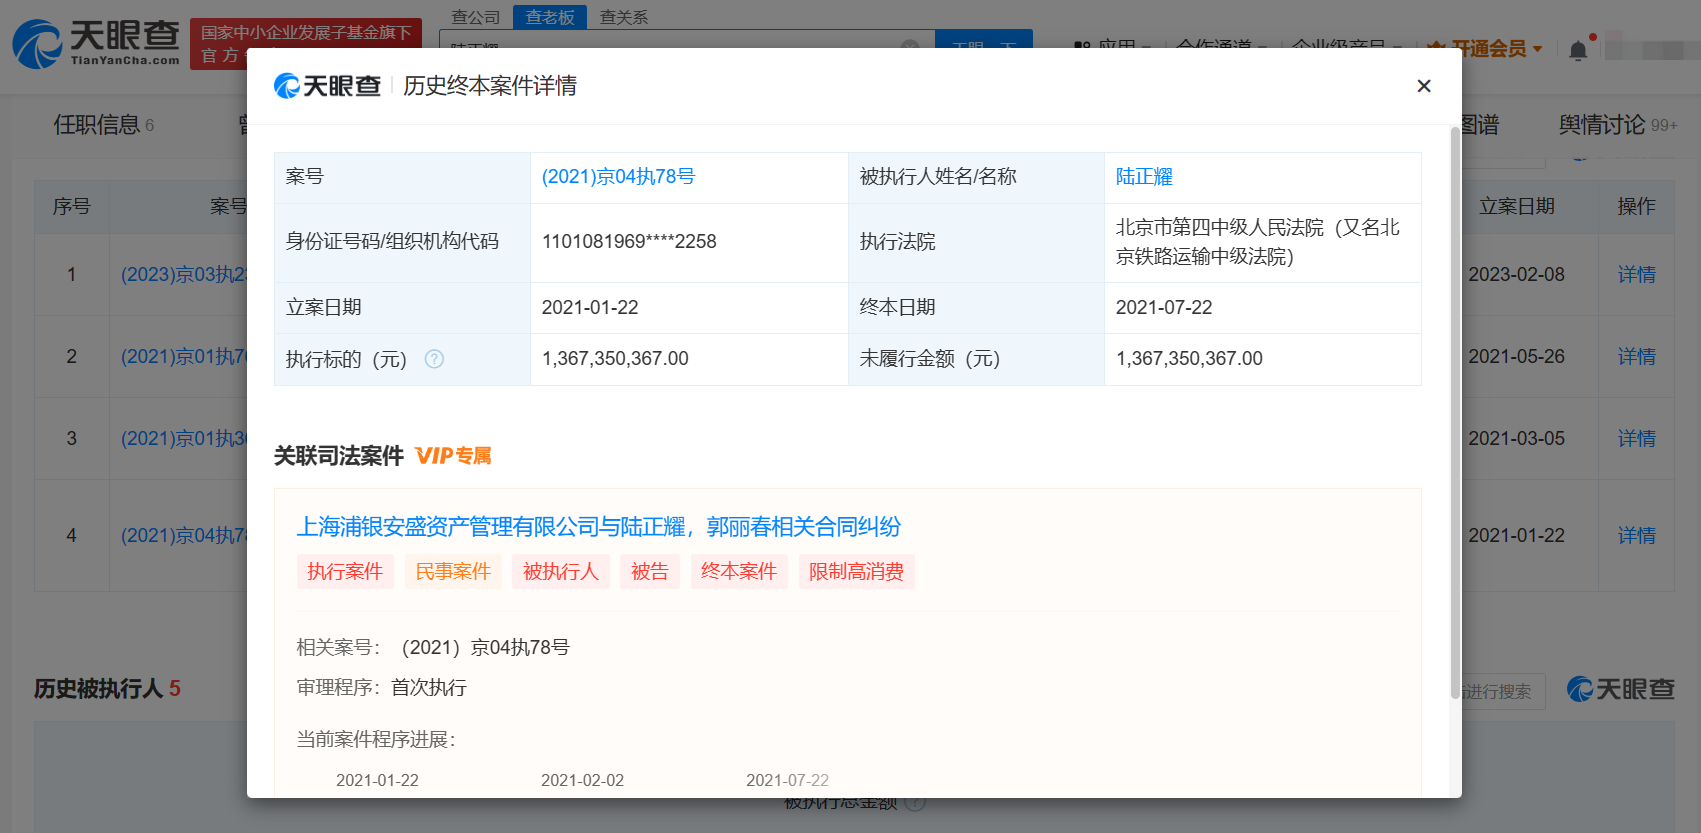 天眼查
TianYanCha.com
国家中小企业发展子基金旗下
官方
查公司
查老板
查关系
开通会员
天眼查
历史终本案件详情
任职信息 6
图谱
舆情讨论 99+
序号
案号
立案日期
操作
1
(2023)京03执2
2023-02-08
详情
2
(2021)京01执7
2021-05-26
详情
3
(2021)京01执3
2021-03-05
详情
4
(2021)京04执7
2021-01-22
详情
案号
(2021)京04执78号
被执行人姓名/名称
陆正耀
身份证号码/组织机构代码
1101081969****2258
执行法院
北京市第四中级人民法院（又名北
京铁路运输中级法院）
立案日期
2021-01-22
终本日期
2021-07-22
执行标的（元）
1,367,350,367.00
未履行金额（元）
1,367,350,367.00
关联司法案件 VIP专属
上海浦银安盛资产管理有限公司与陆正耀，郭丽春相关合同纠纷
执行案件
民事案件
被执行人
被告
终本案件
限制高消费
相关案号：（2021）京04执78号
审理程序：首次执行
当前案件程序进展：
2021-01-22
2021-02-02
2021-07-22
历史被执行人 5
进行搜索
天眼查
被执行总金额